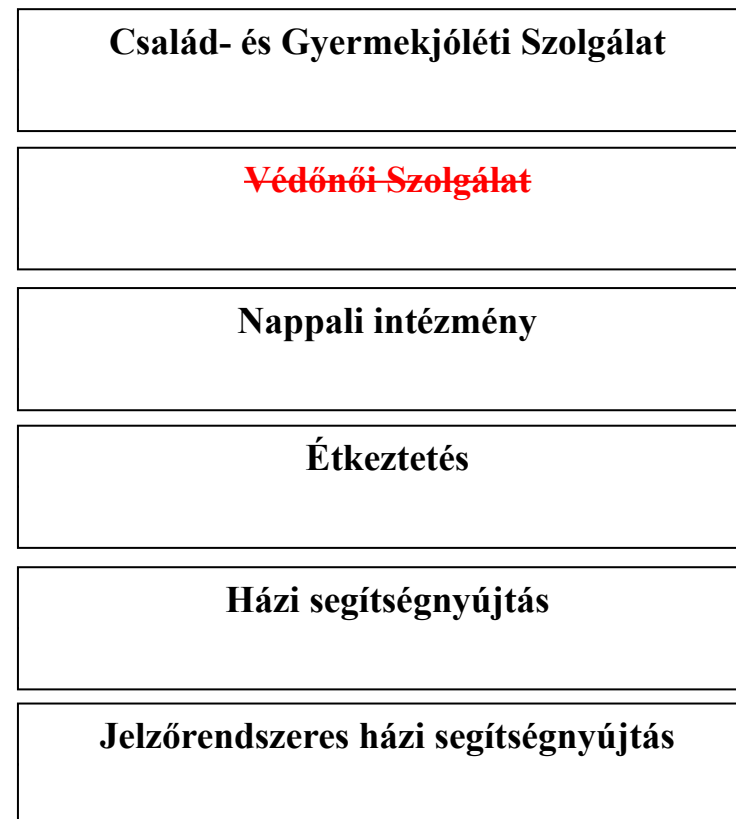 Család- és Gyermekjóléti Szolgálat
Védőnői Szolgálat
Nappali intézmény
Étkeztetés
Házi segítségnyújtás
Jelzőrendszeres házi segítségnyújtás